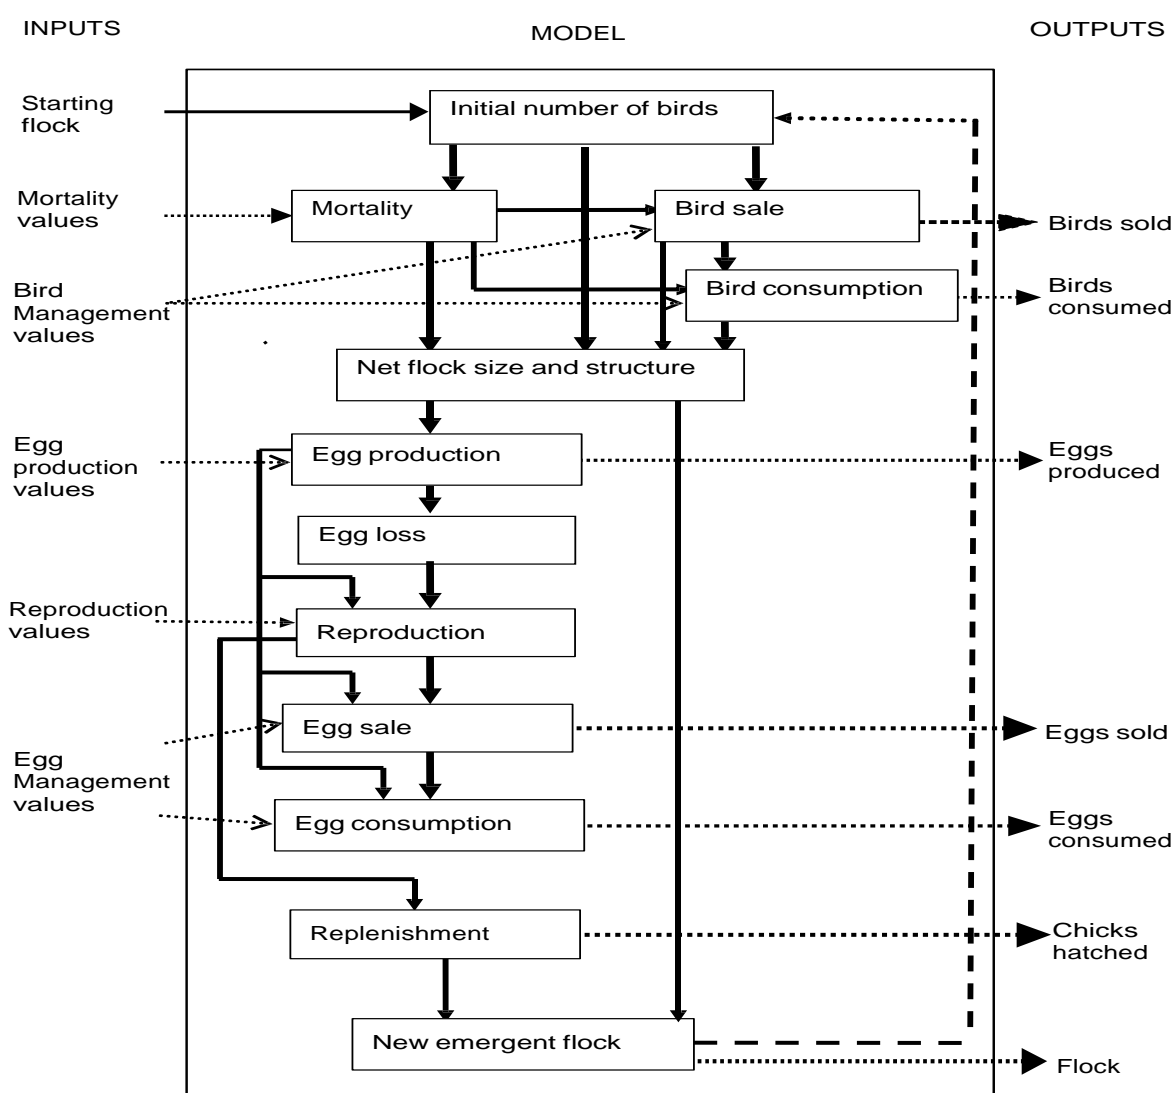 INPUTS
MODEL
OUTPUTS
Starting
flock
Initial number of birds
Mortality
values
Mortality
Bird sale
Birds sold
Bird
Management
values
Bird consumption
Birds
consumed
Net flock size and structure
Egg
production
values
Egg production
Eggs
produced
Egg loss
Reproduction
values
Reproduction
Egg sale
Eggs sold
Egg
Management
values
Egg consumption
Eggs
consumed
Replenishment
Chicks
hatched
New emergent flock
Flock